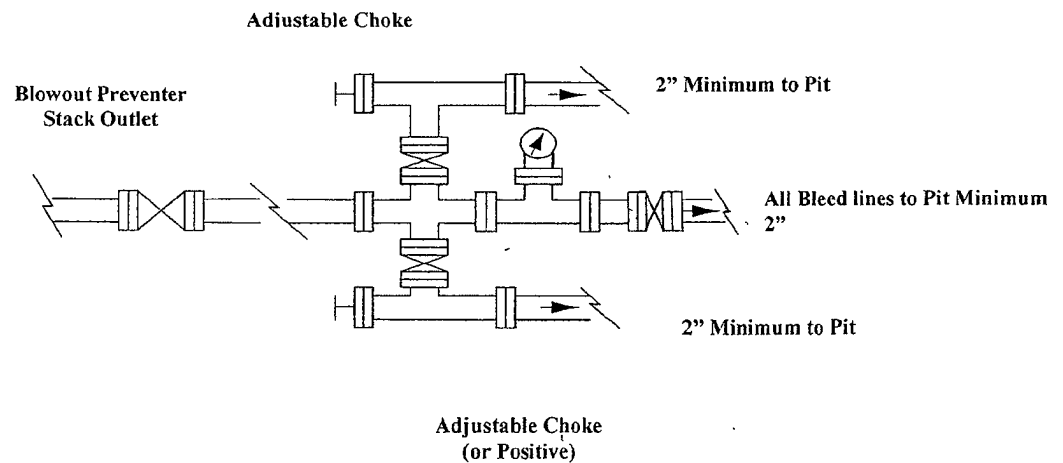 Adjustable Choke
Blowout Preventer
Stack Outlet
2" Minimum to Pit
All Bleed lines to Pit Minimum
2"
2" Minimum to Pit
Adjustable Choke
(or Positive)